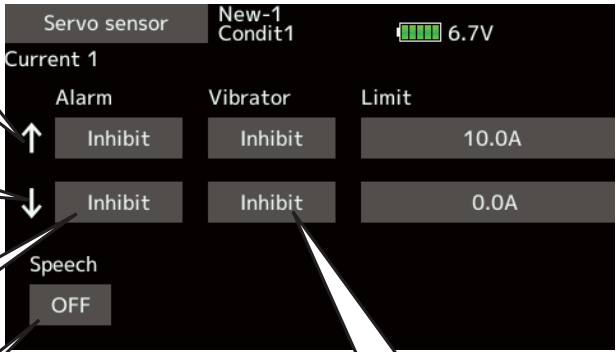 Servo sensor
New-1
Condit1
6.7V
Current 1
Alarm Vibrator Limit
↑ Inhibit Inhibit 10.0A
↓ Inhibit Inhibit 0.0A
Speech
OFF